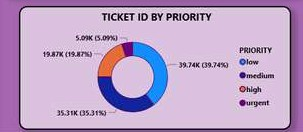 TICKET ID BY PRIORITY
5.09K (5.09%)
19.87K (19.87%)
39.74K (39.74%)
35.31K (35.31%)
PRIORITY
low
medium
high
urgent